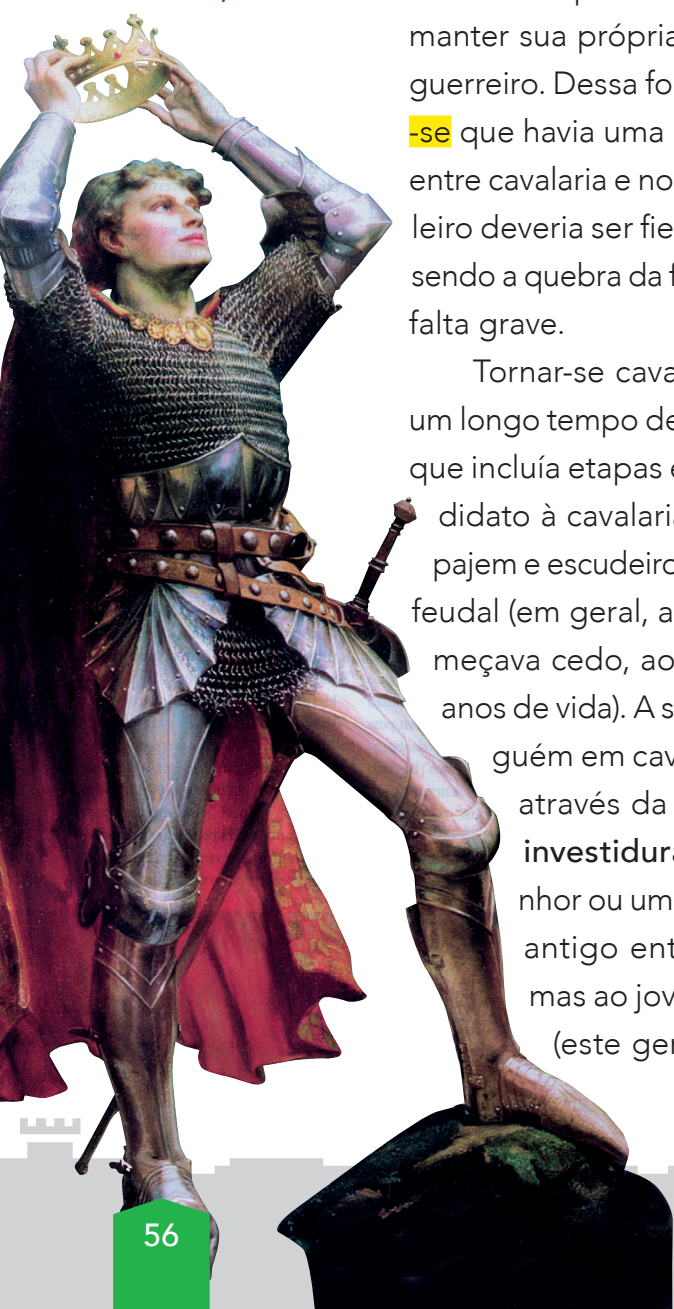 manter sua própria
guerreiro. Dessa fo
-se que havia uma
entre cavalaria e no
leiro deveria ser fie
sendo a quebra da f
falta grave.
Tornar-se cava
um longo tempo de
que incluía etapas e
didato à cavalaria
pajem e escudeiro
feudal (em geral, a
meçava cedo, ao
anos de vida). A s
guém em cav
através da
investidura
nhor ou um
antigo ent
mas ao jov
(este ger
56